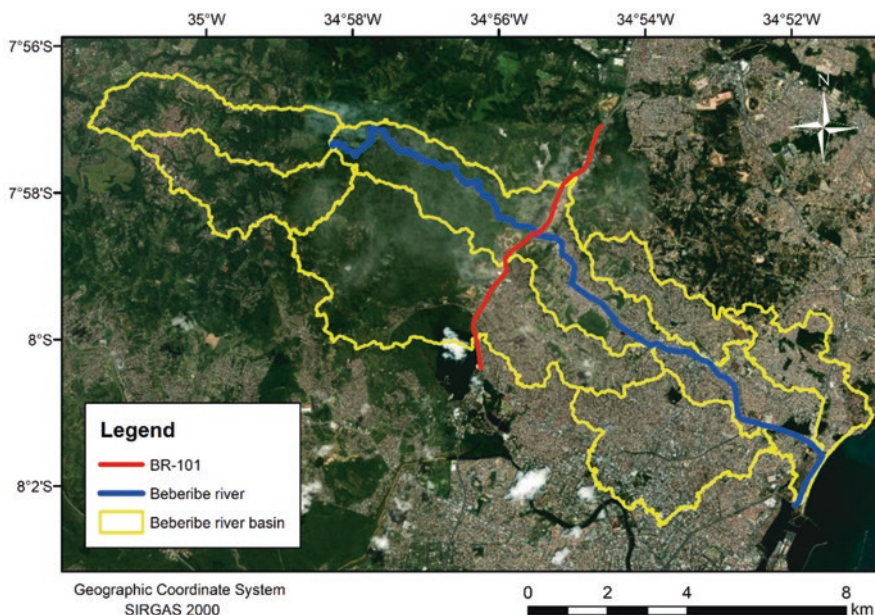 35°W 34°58'W 34°56'W 34°54'W 34°52'W
7°56'S
N
7°58'S
8°S
8°2'S
Legend
BR-101
Beberibe river
Beberibe river basin
Geographic Coordinate System
SIRGAS 2000
0 2 4 8
km